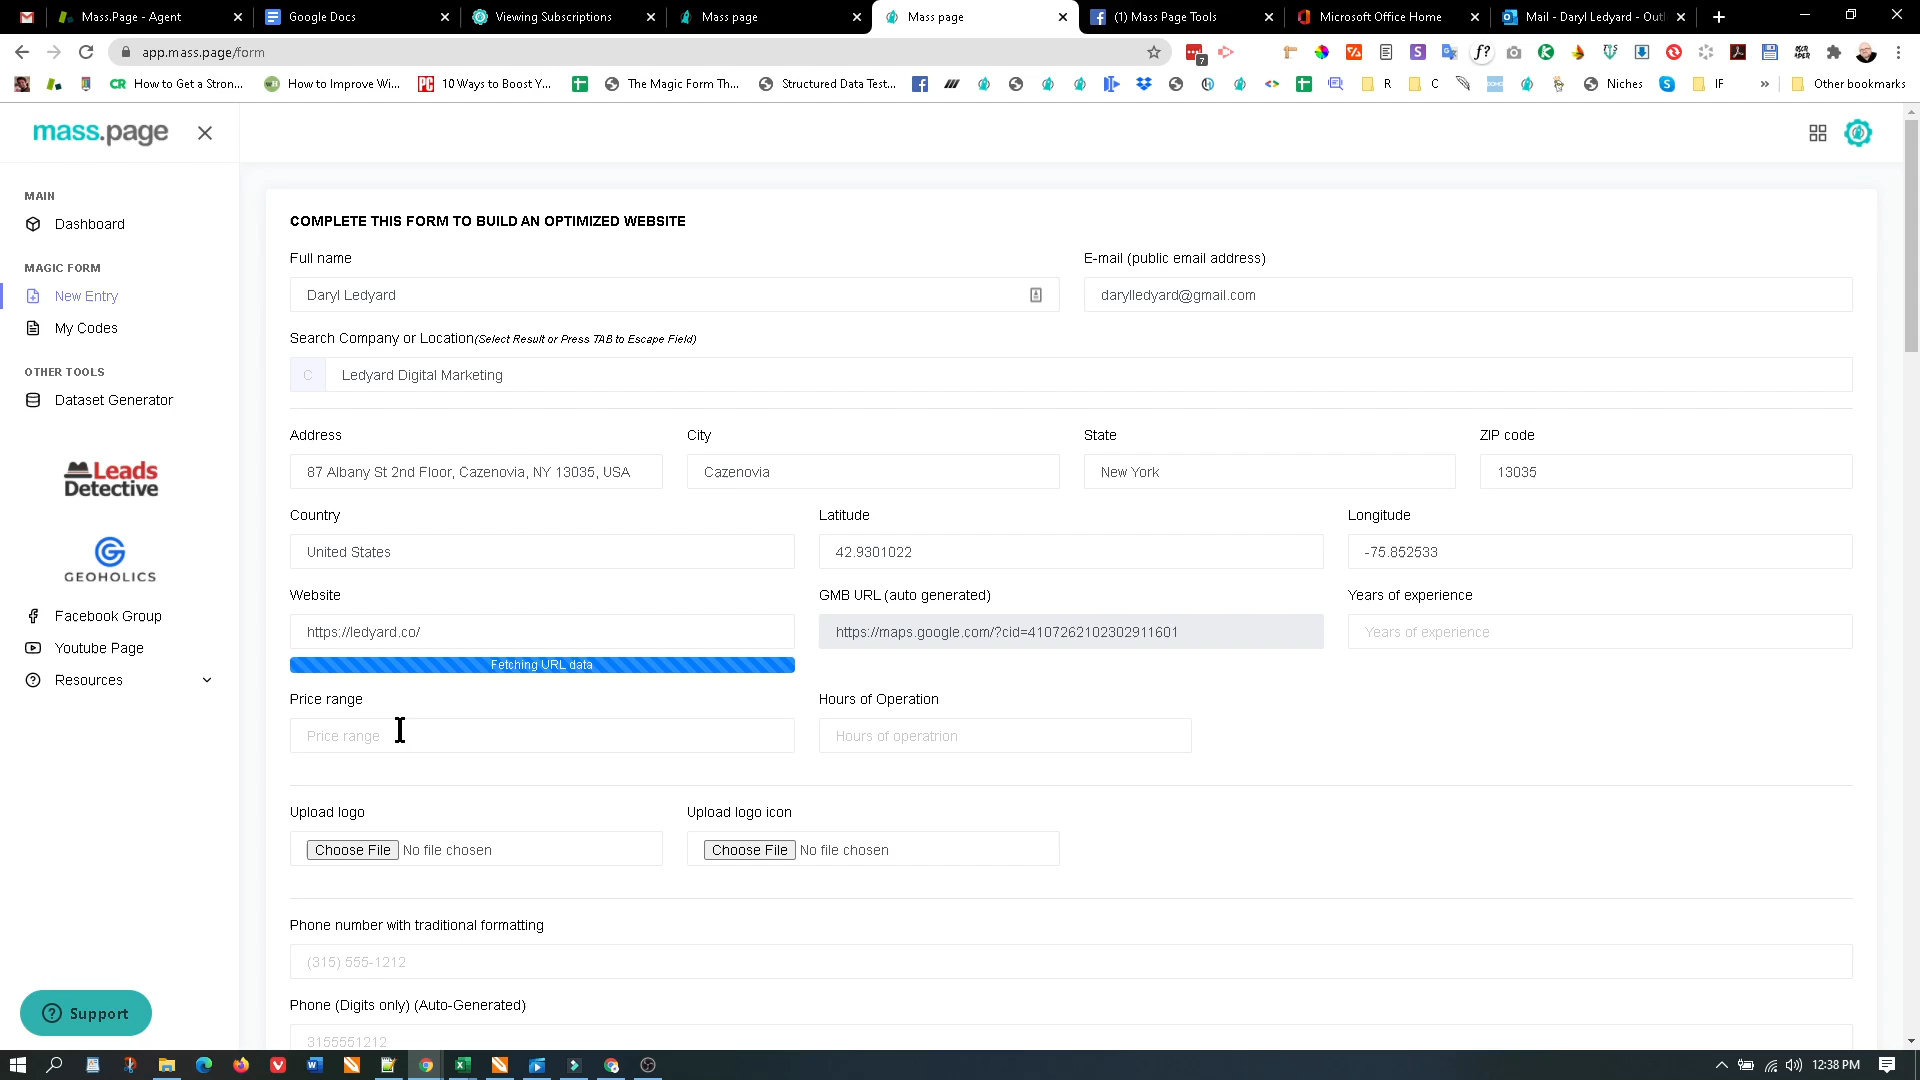 Mass.Page - Agent
Google Docs
Viewing Subscriptions
Mass page
Mass page
(1) Mass Page Tools
Microsoft Office Home
Mail - Daryl Ledyard - Outl
app.mass.page/form
7
f?
How to Get a Stron...
How to Improve Wi...
10 Ways to Boost Y...
The Magic Form Th...
Structured Data Test...
R
C
Niches
IF
»
Other bookmarks
mass.page
MAIN
Dashboard
MAGIC FORM
New Entry
My Codes
OTHER TOOLS
Dataset Generator
Leads
Detective
GEOHOLICS
Facebook Group
Youtube Page
Resources
Support
COMPLETE THIS FORM TO BUILD AN OPTIMIZED WEBSITE
Full name
E-mail (public email address)
Daryl Ledyard
darylledyard@gmail.com
Search Company or Location(Select Result or Press TAB to Escape Field)
C
Ledyard Digital Marketing
Address
City
State
ZIP code
87 Albany St 2nd Floor, Cazenovia, NY 13035, USA
Cazenovia
New York
13035
Country
Latitude
Longitude
United States
42.9301022
-75.852533
Website
GMB URL (auto generated)
Years of experience
https://ledyard.co/
https://maps.google.com/?cid=4107262102302911601
Years of experience
Fetching URL data
Price range
Hours of Operation
Price range
Hours of operatrion
Upload logo
Upload logo icon
Choose File No file chosen
Choose File No file chosen
Phone number with traditional formatting
(315) 555-1212
Phone (Digits only) (Auto-Generated)
3155551212
12:38 PM